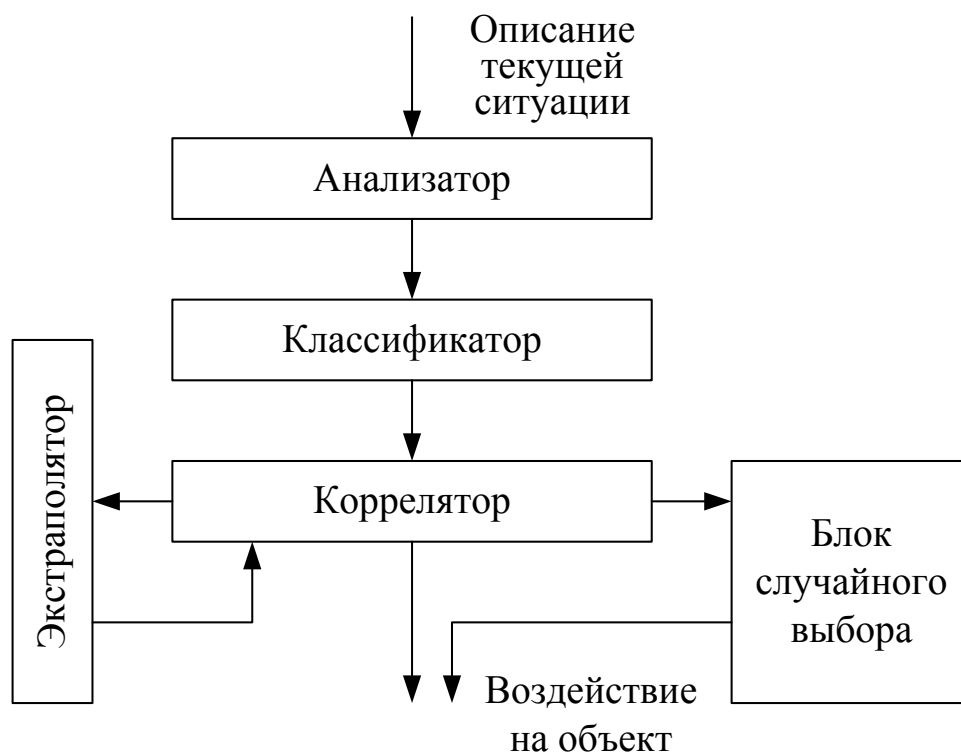 Описание
текущей
ситуации
Анализатор
Классификатор
Экстраполятор
Коррелятор
Блок
случайного
выбора
Воздействие
на объект